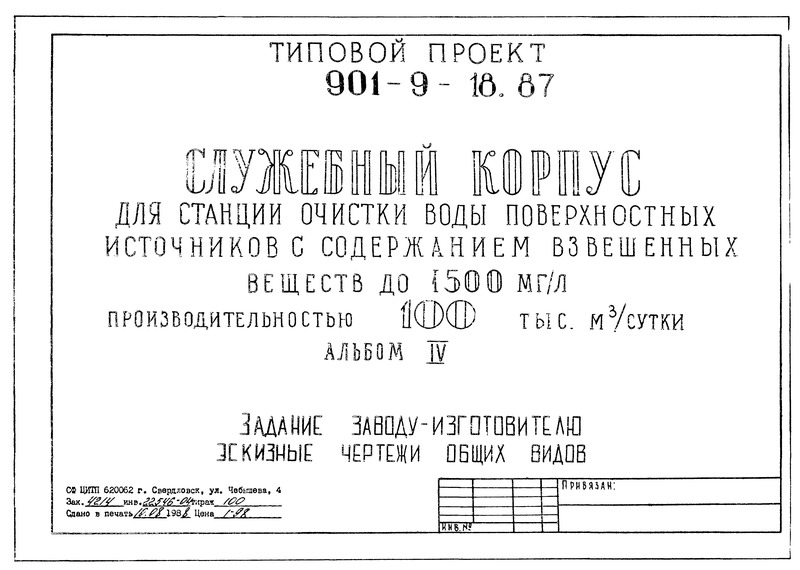 ТИПОВОЙ ПРОЕКТ
901-9-18.87
СЛУЖЕБНЫЙ КОРПУС
ДЛЯ СТАНЦИИ ОЧИСТКИ ВОДЫ ПОВЕРХНОСТНЫХ
ИСТОЧНИКОВ С СОДЕРЖАНИЕМ ВЗВЕШЕННЫХ
ВЕЩЕСТВ ДО 1500 МГ/Л
ПРОИЗВОДИТЕЛЬНОСТЬЮ 100 ТЫС. М³/СУТКИ
АЛЬБОМ IV
ЗАДАНИЕ ЗАВОДУ-ИЗГОТОВИТЕЛЮ
ЭСКИЗНЫЕ ЧЕРТЕЖИ ОБЩИХ ВИДОВ
СФ ЦИТП 620062 г. Свердловск, ул. Чебышева, 4
Зак. 4214 инв. 22546-04 тираж 100
Сдано в печать 16.08 1988 Цена 1-98
ПРИВЯЗАН:
ИНВ.№